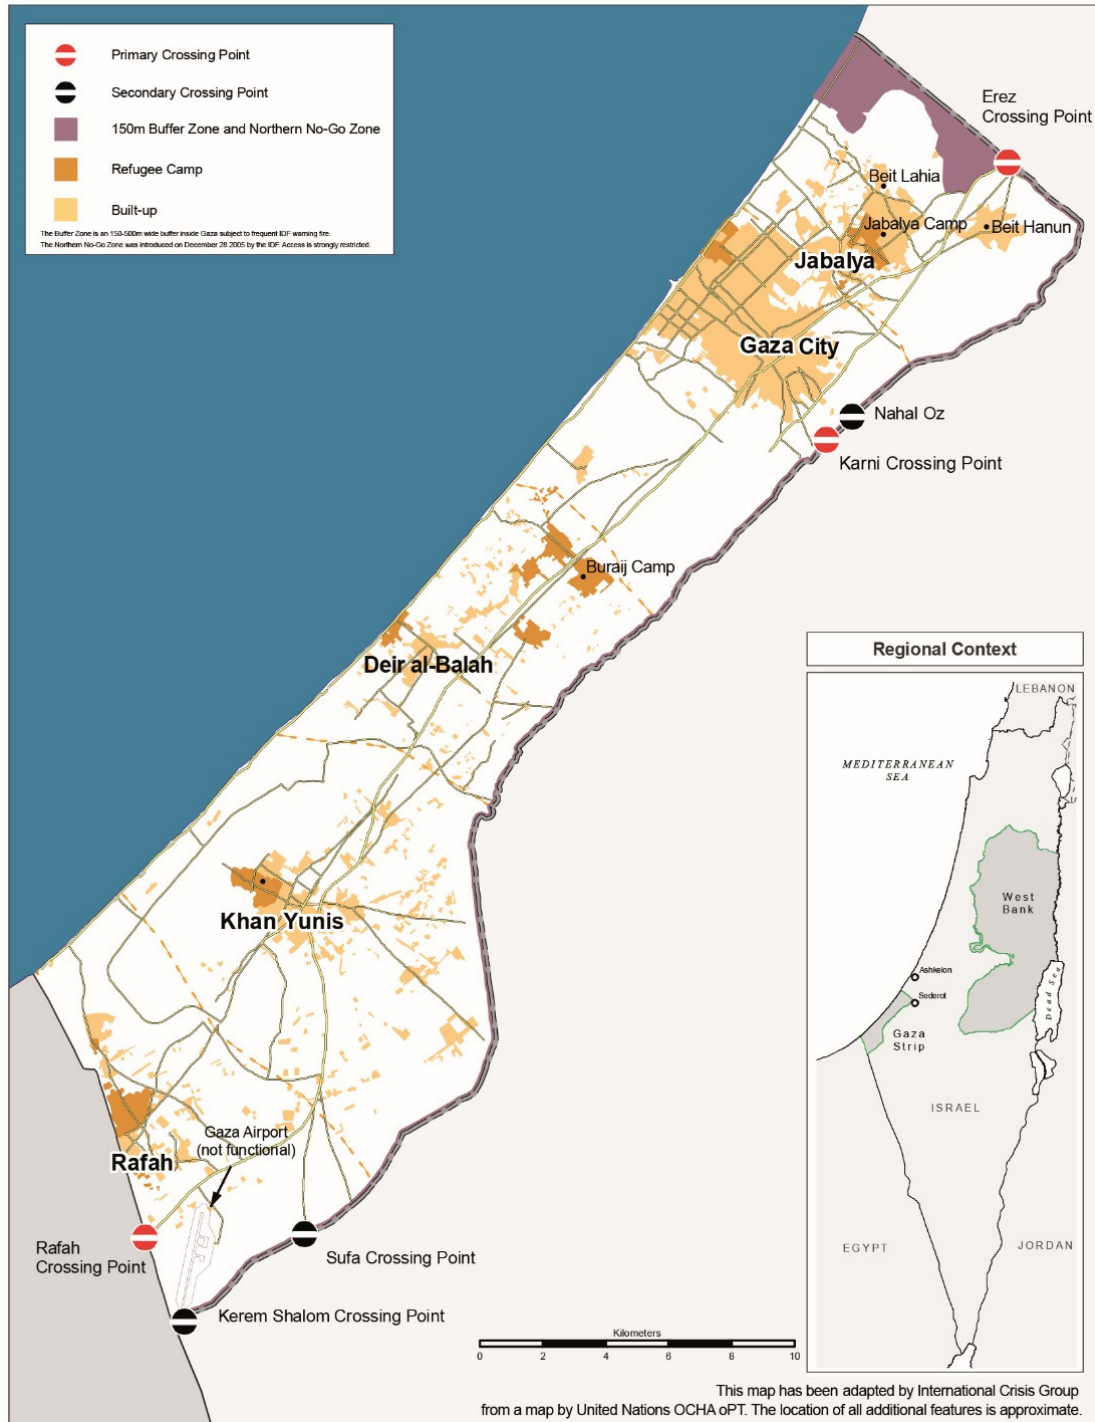 Primary Crossing Point
Secondary Crossing Point
150m Buffer Zone and Northern No-Go Zone
Refugee Camp
Built-up
The Buffer Zone is an 150-500m wide buffer inside Gaza subject to frequent IDF warning fire.
The Northern No-Go Zone was introduced on December 28 2005 by the IDF. Access is strongly restricted.
Erez
Crossing Point
Beit Lahia
Jabalya Camp
Beit Hanun
Jabalya
Gaza City
Nahal Oz
Karni Crossing Point
Buraij Camp
Deir al-Balah
Khan Yunis
Gaza Airport
(not functional)
Rafah
Rafah
Crossing Point
Sufa Crossing Point
Kerem Shalom Crossing Point
Kilometers
0 2 4 6 8 10
Regional Context
LEBANON
MEDITERRANEAN
SEA
West
Bank
Ashkelon
Sederot
Dead Sea
Gaza
Strip
ISRAEL
EGYPT
JORDAN
This map has been adapted by International Crisis Group
from a map by United Nations OCHA oPT. The location of all additional features is approximate.